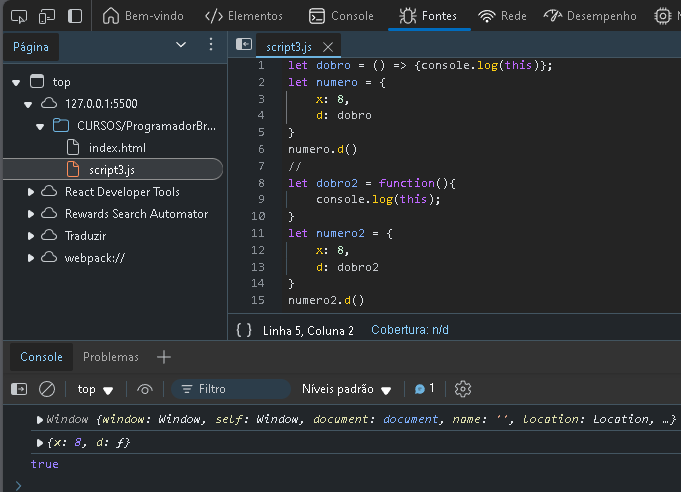 Bem-vindo Elementos Console Fontes Rede Desempenho
Página
script3.js
top
127.0.0.1:5500
CURSOS/ProgramadorBr...
index.html
script3.js
React Developer Tools
Rewards Search Automator
Traduzir
webpack://
1 let dobro = () => {console.log(this)};
2 let numero = {
3 x: 8,
4 d: dobro
5 }
6 numero.d()
7 //
8 let dobro2 = function(){
9 console.log(this);
10 }
11 let numero2 = {
12 x: 8,
13 d: dobro2
14 }
15 numero2.d()
{ } Linha 5, Coluna 2 Cobertura: n/d
Console Problemas
top Filtro Níveis padrão 1
Window {window: Window, self: Window, document: document, name: '', location: Location, …}
{x: 8, d: ƒ}
true